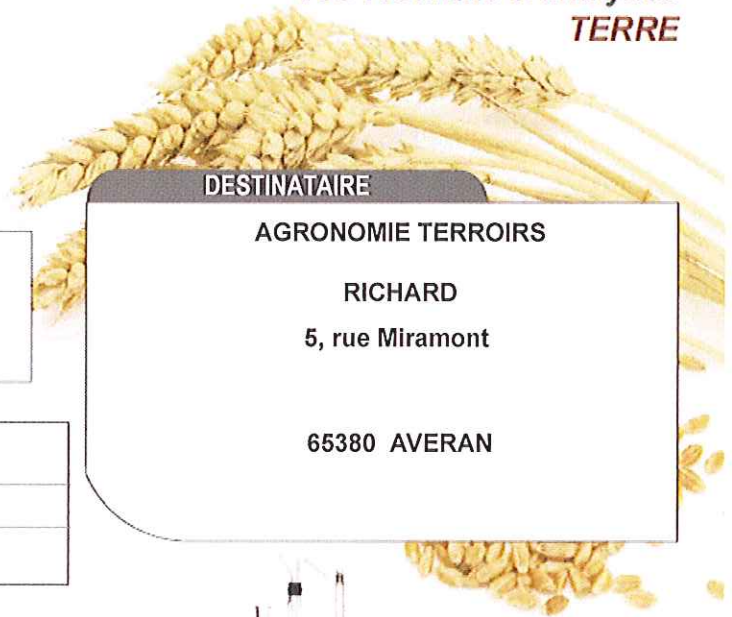 TERRE
DESTINATAIRE
AGRONOMIE TERROIRS
RICHARD
5, rue Miramont
65380 AVERAN